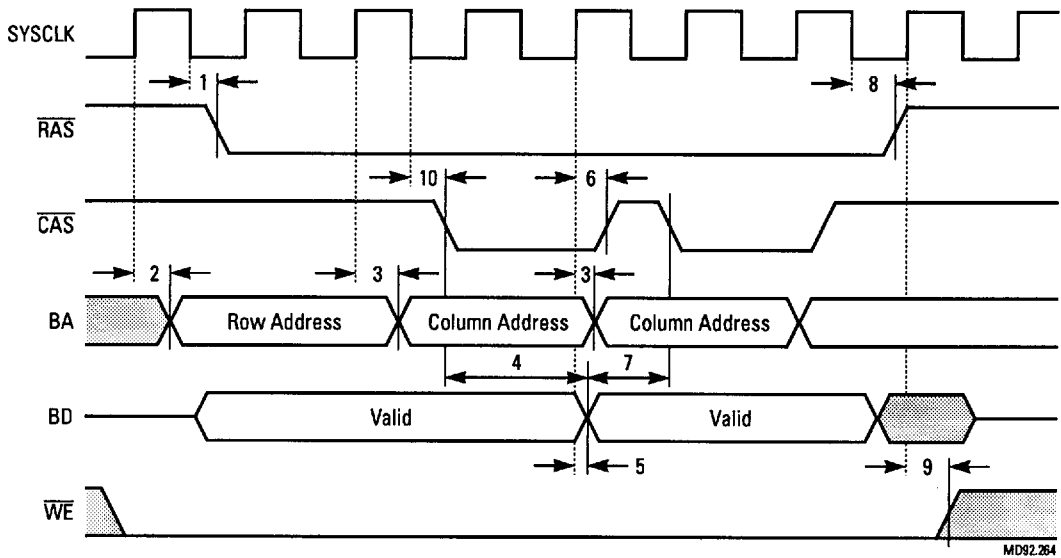 SYSCLK
1
8
RAS
10
6
CAS
2
3
3
BA
Row Address
Column Address
Column Address
4
7
BD
Valid
Valid
5
9
WE
MD92.264